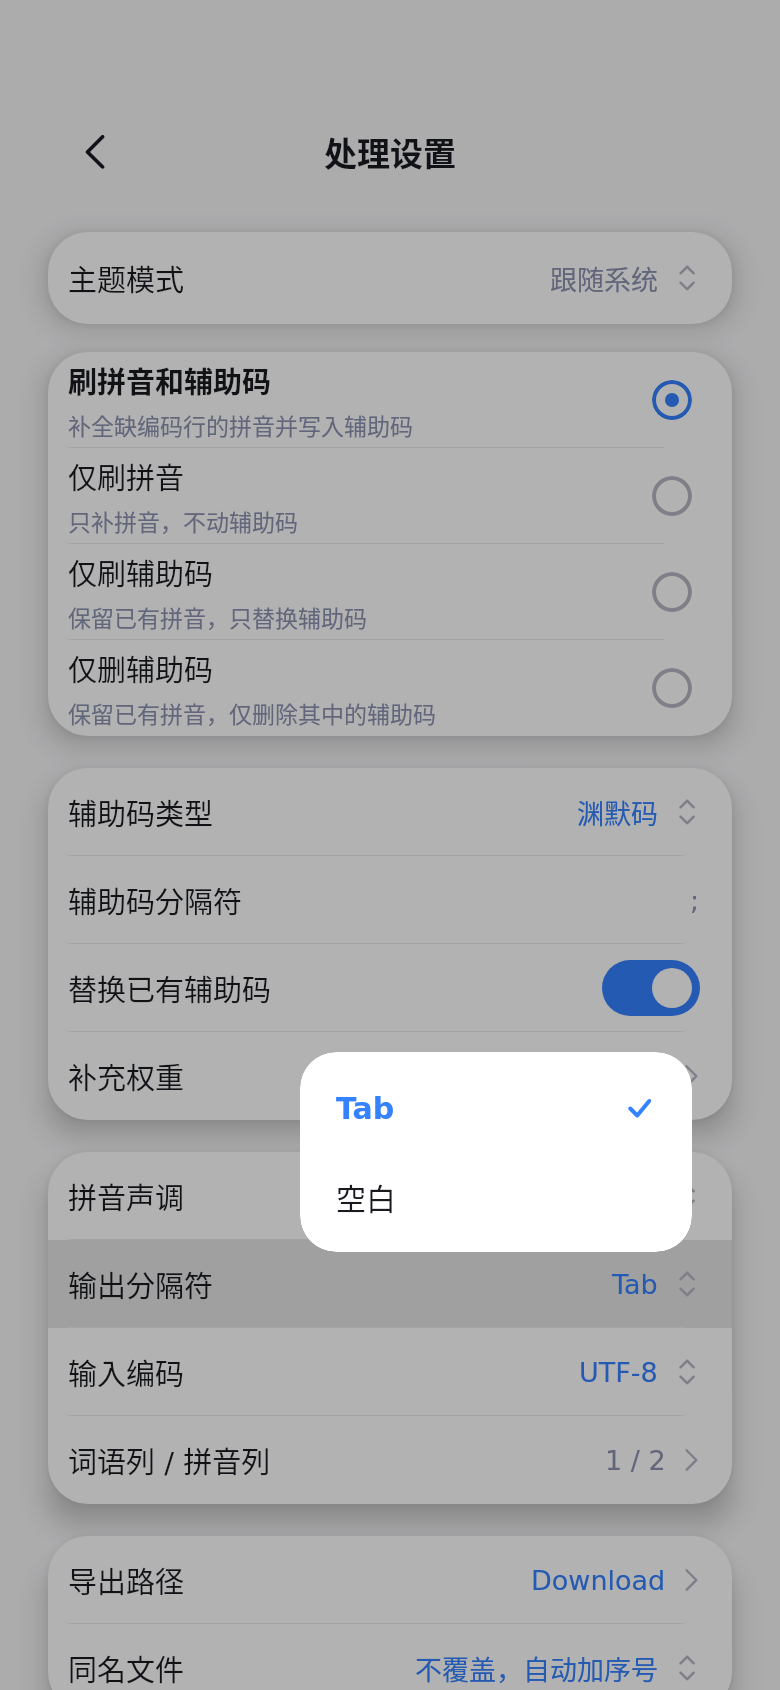 处理设置
主题模式
跟随系统
刷拼音和辅助码
补全缺编码行的拼音并写入辅助码
仅刷拼音
只补拼音，不动辅助码
仅刷辅助码
保留已有拼音，只替换辅助码
仅删辅助码
保留已有拼音，仅删除其中的辅助码
辅助码类型
渊默码
辅助码分隔符
;
替换已有辅助码
补充权重
Tab
空白
拼音声调
输出分隔符
Tab
输入编码
UTF-8
词语列 / 拼音列
1 / 2
导出路径
Download
同名文件
不覆盖，自动加序号